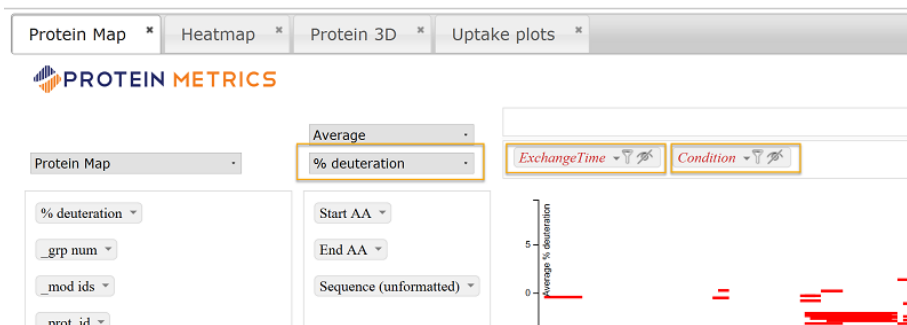 Protein Map × Heatmap × Protein 3D × Uptake plots ×
PROTEIN METRICS
Average
Protein Map % deuteration ExchangeTime Condition
% deuteration Start AA
_grp num End AA
_mod ids Sequence (unformatted)
_prot_id
Average % deuteration
5
0